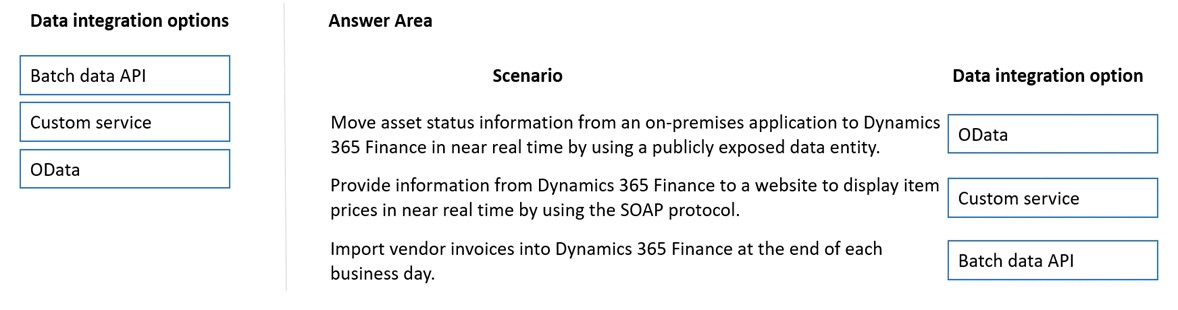 Data integration options
Batch data API
Custom service
OData
Answer Area
Scenario
Data integration option
Move asset status information from an on-premises application to Dynamics
365 Finance in near real time by using a publicly exposed data entity.
OData
Provide information from Dynamics 365 Finance to a website to display item
prices in near real time by using the SOAP protocol.
Custom service
Import vendor invoices into Dynamics 365 Finance at the end of each
business day.
Batch data API